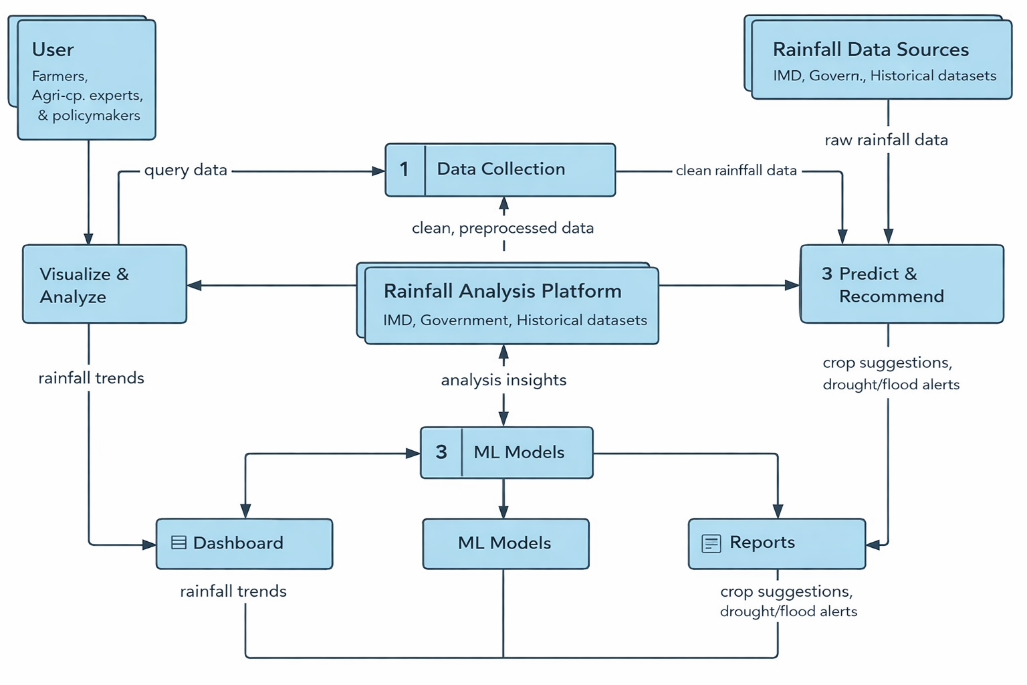 User
Farmers,
Agri-cp. experts,
& policymakers
Rainfall Data Sources
IMD, Govern., Historical datasets
raw rainfall data
query data
1 Data Collection
clean rainffall data
clean, preprocessed data
Visualize &
Analyze
Rainfall Analysis Platform
IMD, Government, Historical datasets
3 Predict &
Recommend
rainfall trends
analysis insights
crop suggestions,
drought/flood alerts
3 ML Models
Dashboard
ML Models
Reports
rainfall trends
crop suggestions,
drought/flood alerts